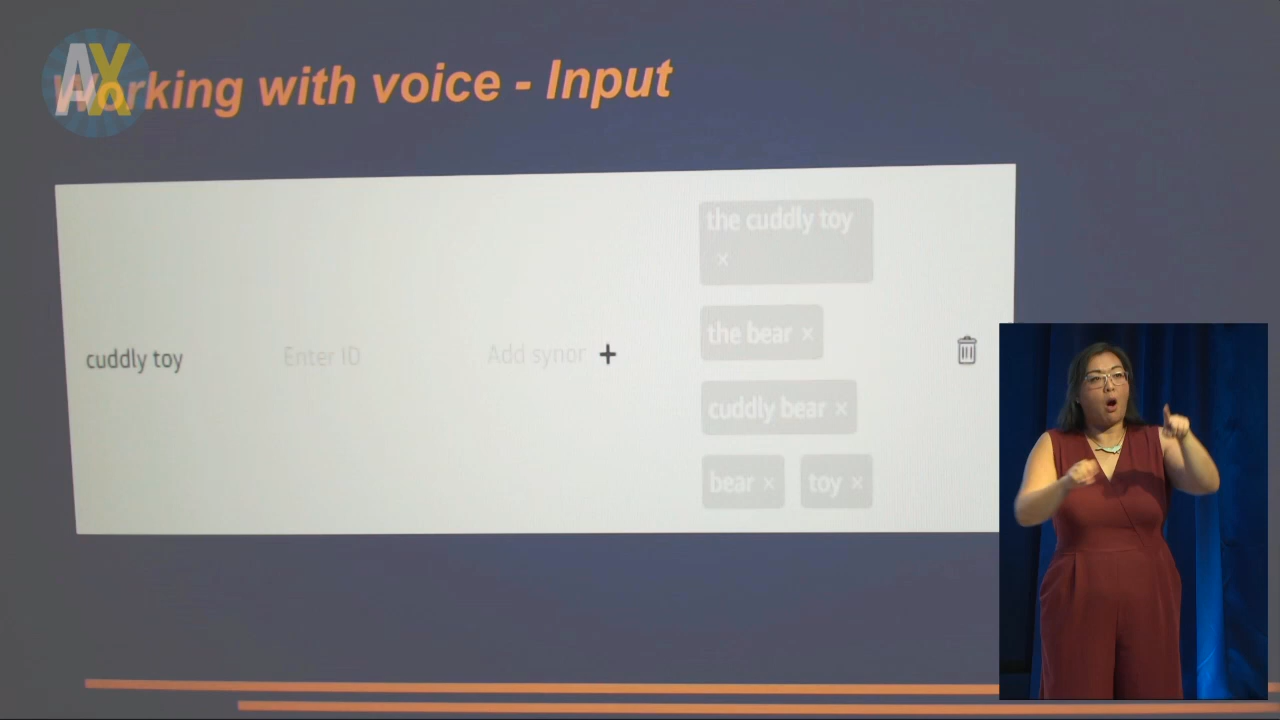 AX
Working with voice - Input
the cuddly toy
×
the bear ×
cuddly toy Enter ID Add synor +
cuddly bear ×
bear × toy ×